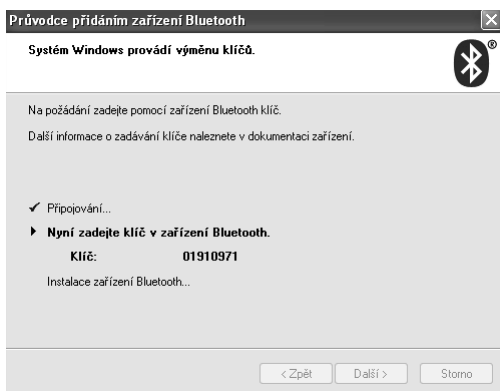 Průvodce přidáním zařízení Bluetooth
Systém Windows provádí výměnu klíčů.
Na požádání zadejte pomocí zařízení Bluetooth klíč.
Další informace o zadávání klíče naleznete v dokumentaci zařízení.
Připojování...
Nyní zadejte klíč v zařízení Bluetooth.
Klíč: 01910971
Instalace zařízení Bluetooth...
< Zpět Další > Storno